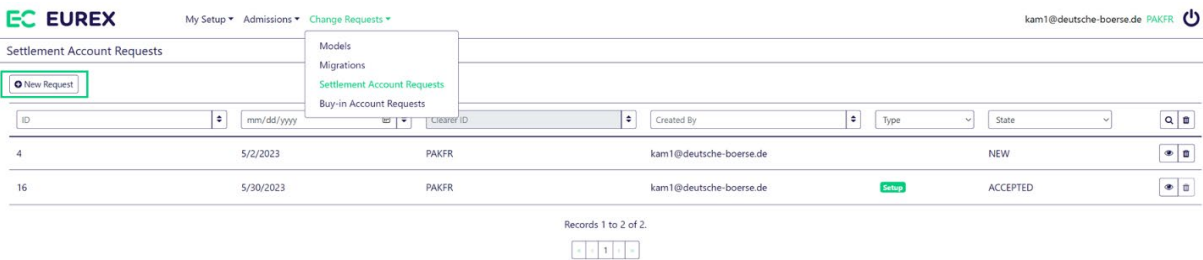 EC EUREX My Setup Admissions Change Requests kam1@deutsche-boerse.de PAKFR
Settlement Account Requests
Models
Migrations
Settlement Account Requests
Buy-in Account Requests
New Request
ID mm/dd/yyyy Clearer ID Created By Type State
4 5/2/2023 PAKFR kam1@deutsche-boerse.de NEW
16 5/30/2023 PAKFR kam1@deutsche-boerse.de Setup ACCEPTED
Records 1 to 2 of 2.
« ‹ 1 › »